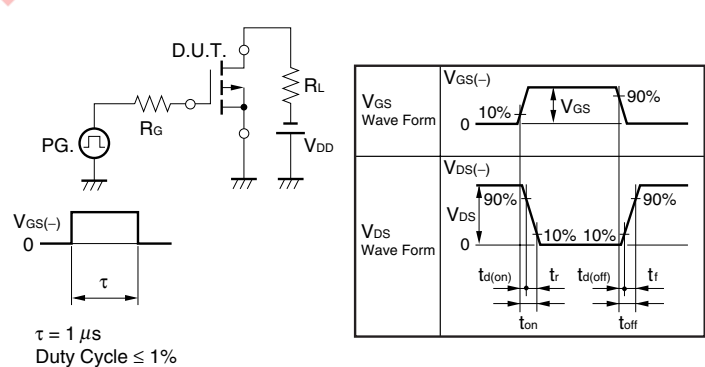 D.U.T.
RG
PG.
RL
VDD
VGS(−)
0
τ
τ = 1 μs
Duty Cycle ≤ 1%
VGS
Wave Form
VGS(−)
10%
0
VGS
90%
VDS
Wave Form
VDS(−)
90%
VDS
0
10% 10%
90%
td(on) tr td(off) tf
ton toff